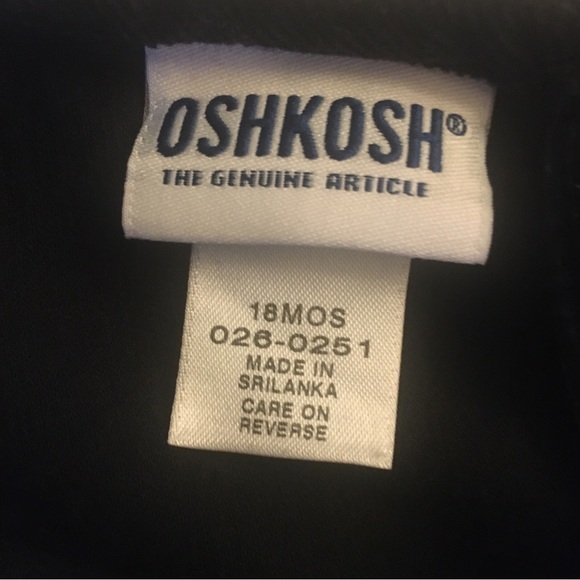 OSHKOSH®
THE GENUINE ARTICLE
18MOS
026-0251
MADE IN
SRILANKA
CARE ON
REVERSE